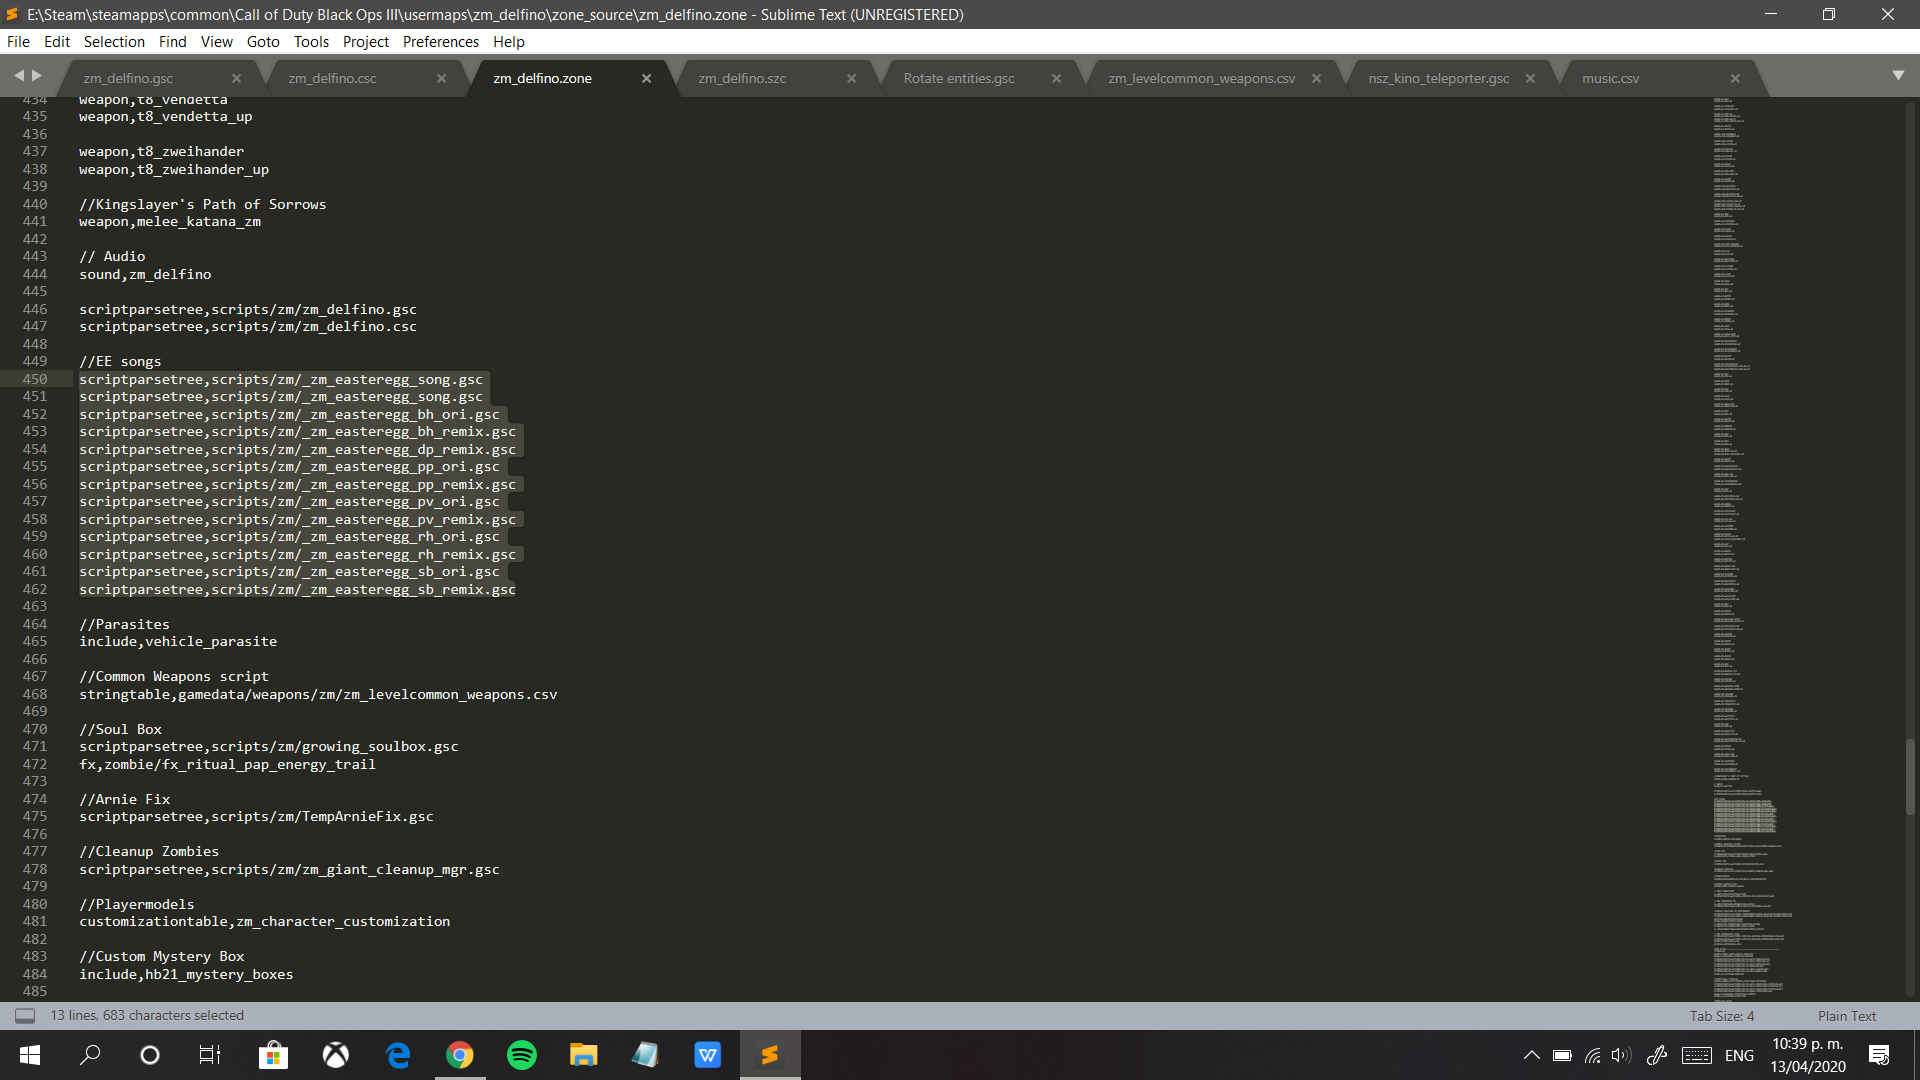 E:\Steam\steamapps\common\Call of Duty Black Ops III\usermaps\zm_delfino\zone_source\zm_delfino.zone - Sublime Text (UNREGISTERED)
File Edit Selection Find View Goto Tools Project Preferences Help
zm_delfino.gsc zm_delfino.csc zm_delfino.zone zm_delfino.szc Rotate entities.gsc zm_levelcommon_weapons.csv nsz_kino_teleporter.gsc music.csv
434 weapon,t8_vendetta
435 weapon,t8_vendetta_up
436
437 weapon,t8_zweihander
438 weapon,t8_zweihander_up
439
440 //Kingslayer's Path of Sorrows
441 weapon,melee_katana_zm
442
443 // Audio
444 sound,zm_delfino
445
446 scriptparsetree,scripts/zm/zm_delfino.gsc
447 scriptparsetree,scripts/zm/zm_delfino.csc
448
449 //EE songs
450 scriptparsetree,scripts/zm/_zm_easteregg_song.gsc
451 scriptparsetree,scripts/zm/_zm_easteregg_song.gsc
452 scriptparsetree,scripts/zm/_zm_easteregg_bh_ori.gsc
453 scriptparsetree,scripts/zm/_zm_easteregg_bh_remix.gsc
454 scriptparsetree,scripts/zm/_zm_easteregg_dp_remix.gsc
455 scriptparsetree,scripts/zm/_zm_easteregg_pp_ori.gsc
456 scriptparsetree,scripts/zm/_zm_easteregg_pp_remix.gsc
457 scriptparsetree,scripts/zm/_zm_easteregg_pv_ori.gsc
458 scriptparsetree,scripts/zm/_zm_easteregg_pv_remix.gsc
459 scriptparsetree,scripts/zm/_zm_easteregg_rh_ori.gsc
460 scriptparsetree,scripts/zm/_zm_easteregg_rh_remix.gsc
461 scriptparsetree,scripts/zm/_zm_easteregg_sb_ori.gsc
462 scriptparsetree,scripts/zm/_zm_easteregg_sb_remix.gsc
463
464 //Parasites
465 include,vehicle_parasite
466
467 //Common Weapons script
468 stringtable,gamedata/weapons/zm/zm_levelcommon_weapons.csv
469
470 //Soul Box
471 scriptparsetree,scripts/zm/growing_soulbox.gsc
472 fx,zombie/fx_ritual_pap_energy_trail
473
474 //Arnie Fix
475 scriptparsetree,scripts/zm/TempArnieFix.gsc
476
477 //Cleanup Zombies
478 scriptparsetree,scripts/zm/zm_giant_cleanup_mgr.gsc
479
480 //Playermodels
481 customizationtable,zm_character_customization
482
483 //Custom Mystery Box
484 include,hb21_mystery_boxes
485
13 lines, 683 characters selected Tab Size: 4 Plain Text
ENG 10:39 p. m.
13/04/2020